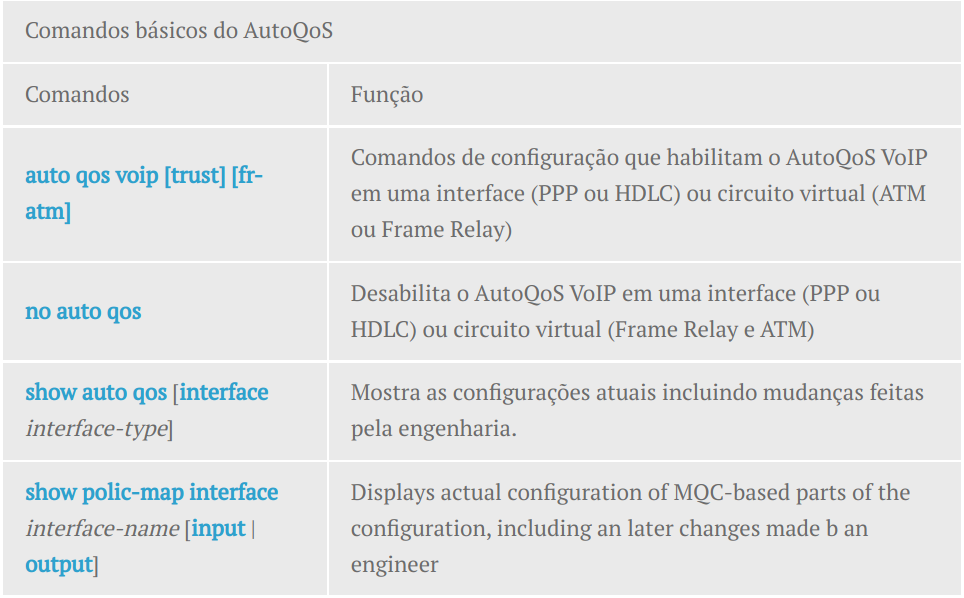 Comandos básicos do AutoQoS
Comandos
Função
auto qos voip [trust] [fr-
atm]
Comandos de configuração que habilitam o AutoQoS VoIP
em uma interface (PPP ou HDLC) ou circuito virtual (ATM
ou Frame Relay)
no auto qos
Desabilita o AutoQoS VoIP em uma interface (PPP ou
HDLC) ou circuito virtual (Frame Relay e ATM)
show auto qos [interface
interface-type]
Mostra as configurações atuais incluindo mudanças feitas
pela engenharia.
show polic-map interface
interface-name [input |
output]
Displays actual configuration of MQC-based parts of the
configuration, including an later changes made b an
engineer